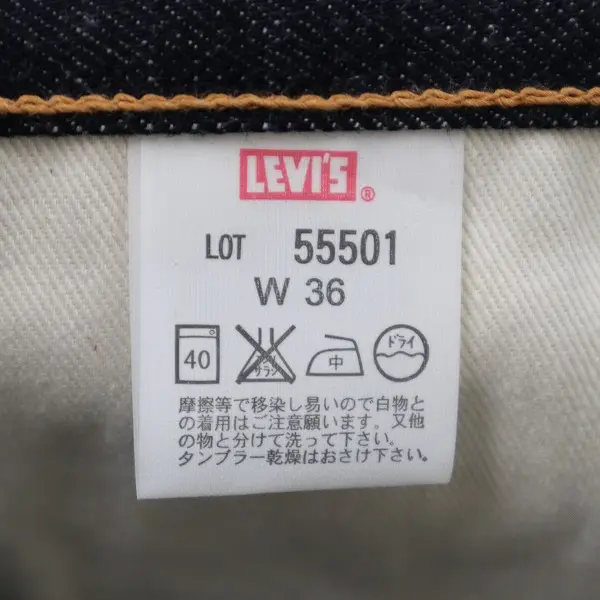 LEVI'S ®
LOT 55501
W 36
40 エンソ サラシ 中 ドライ
摩擦等で移染し易いので白物と
の着用はご注意願います．又他
の物と分けて洗って下さい．
タンブラー乾燥はおさけ下さい．